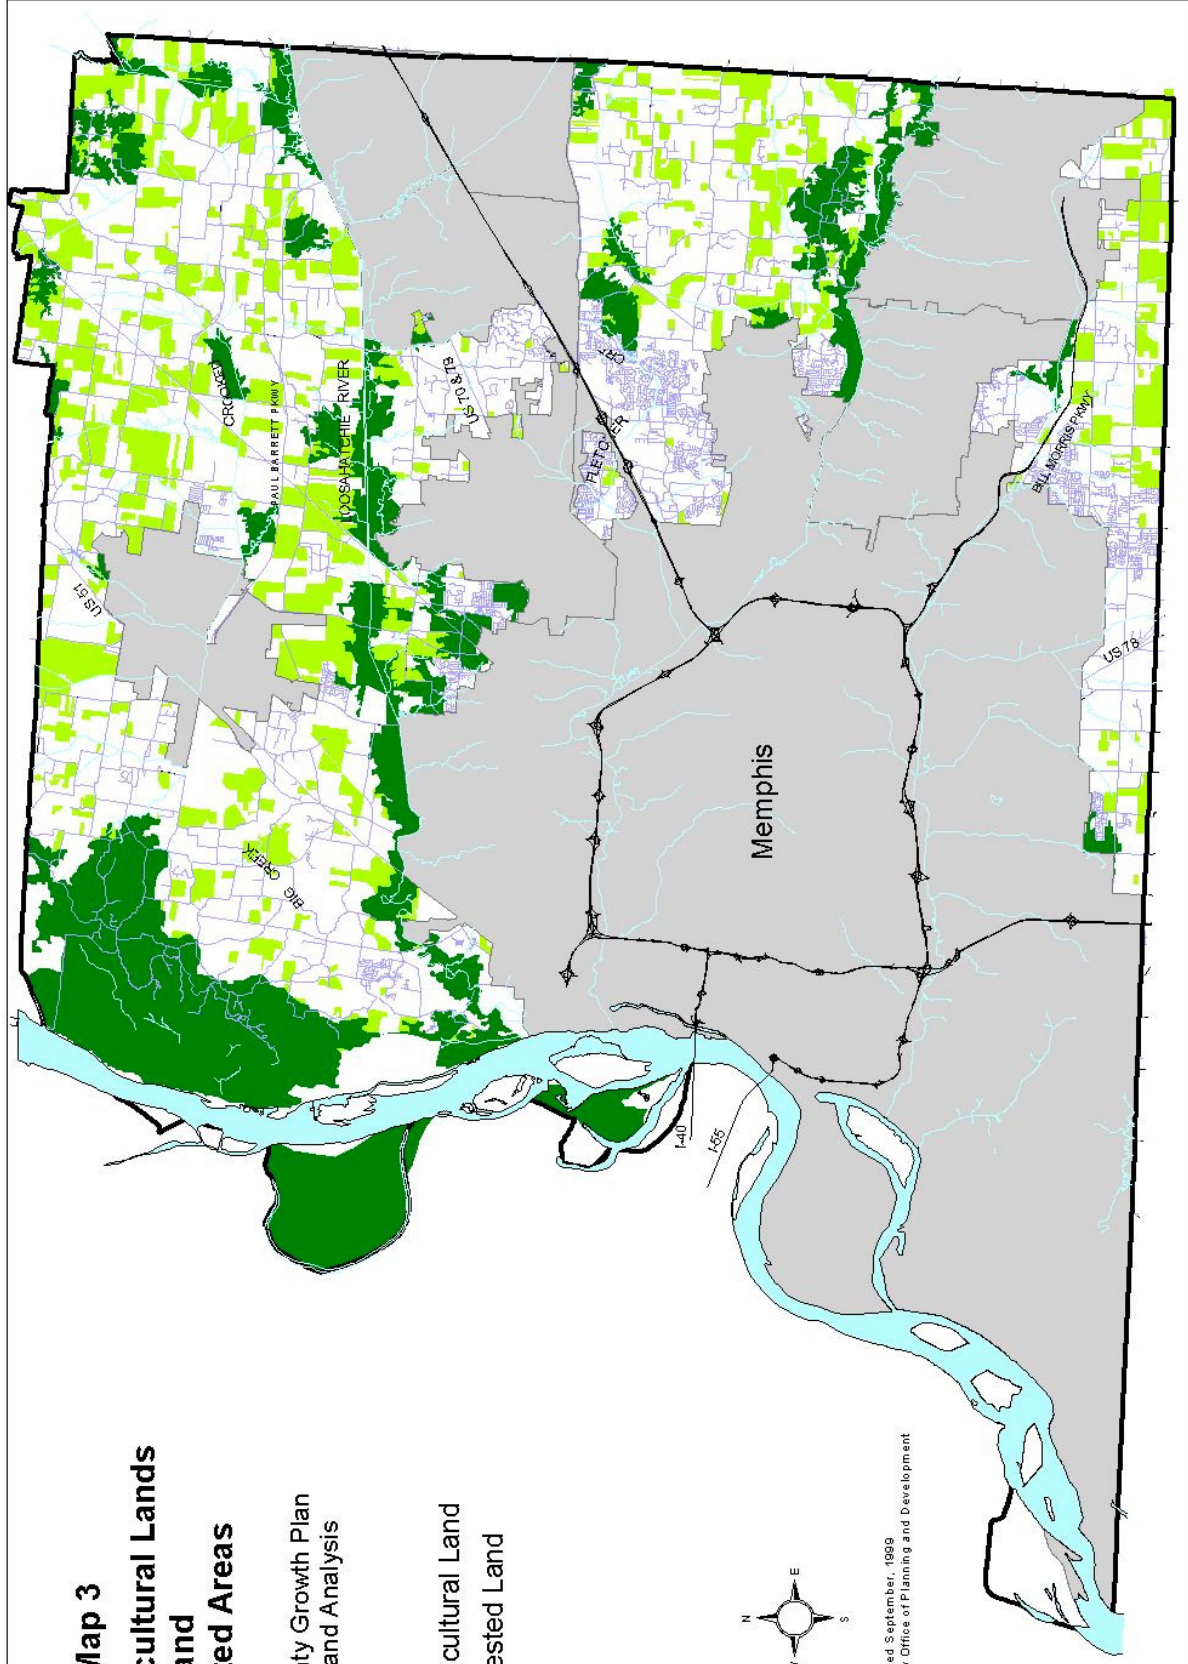 Map 3
cultural Lands
and
ted Areas
ty Growth Plan
and Analysis
cultural Land
ested Land
N
E
S
ed September, 1999
Office of Planning and Development
US 51
CROOKED
PAUL BARRETT PKWY
LOOSAHATCHIE RIVER
US 70 & 79
BIG CREEK
FLETCHER
CRE
Memphis
I-40
I-55
BILL MORRIS PKWY
US 78